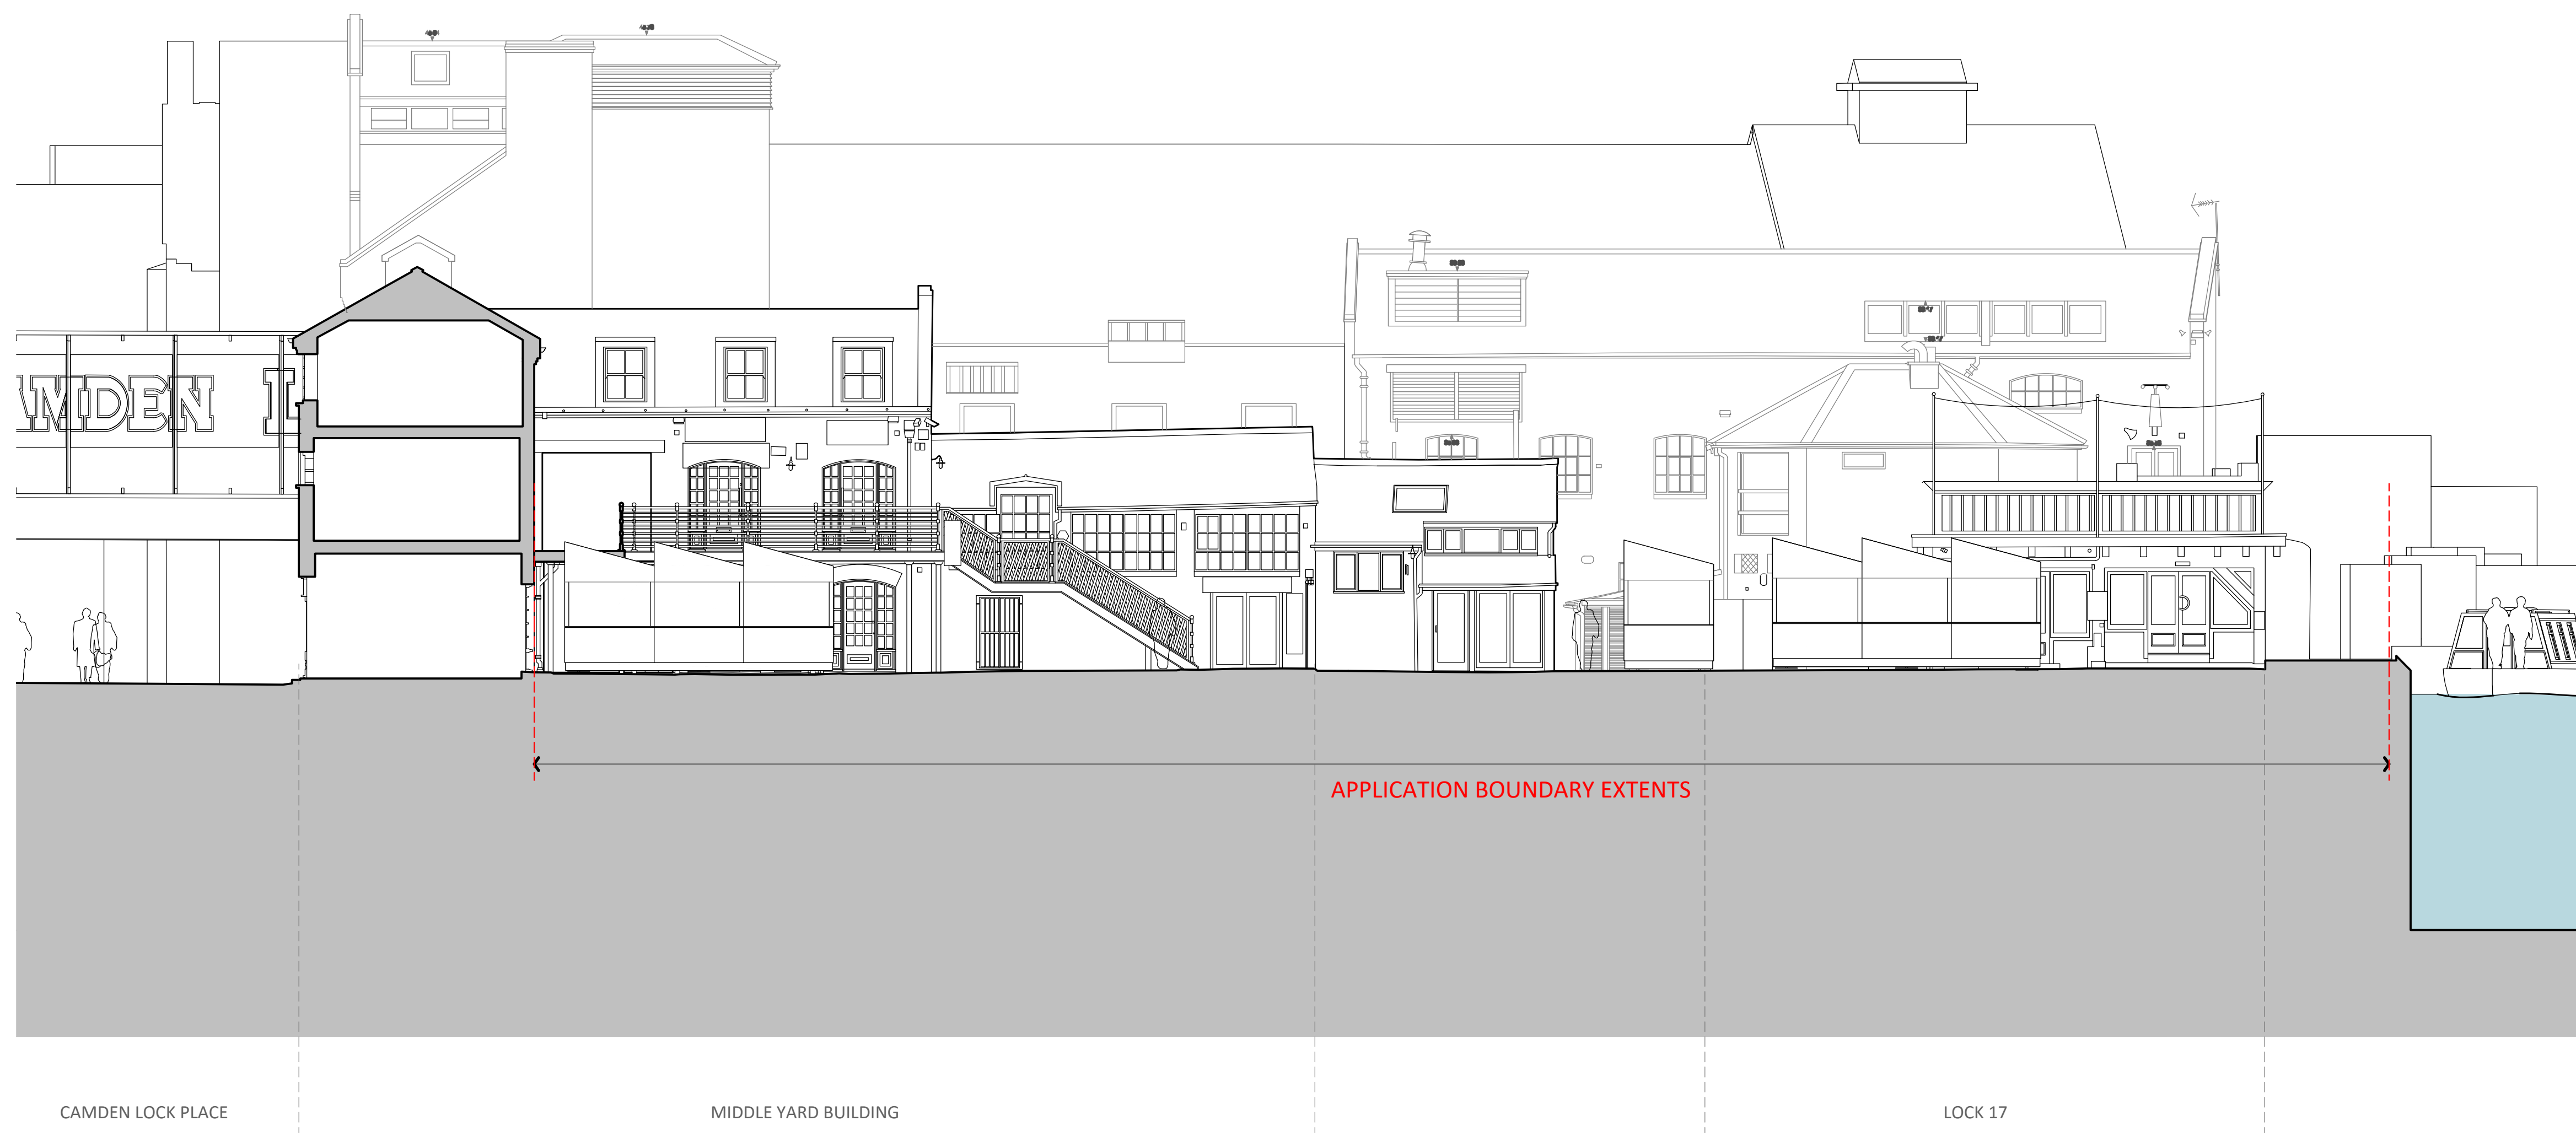 AMDEN L
APPLICATION BOUNDARY EXTENTS
CAMDEN LOCK PLACE
MIDDLE YARD BUILDING
LOCK 17